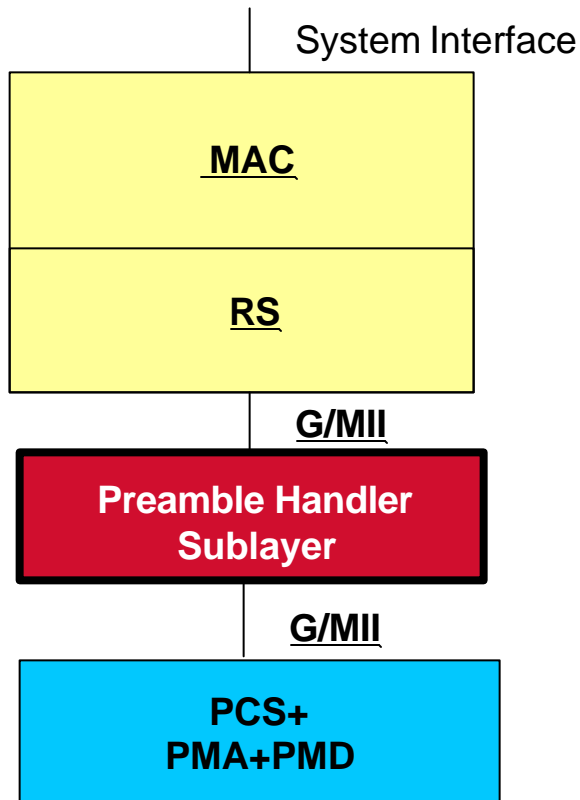 System Interface
MAC
RS
G/MII
Preamble Handler
Sublayer
G/MII
PCS+
PMA+PMD